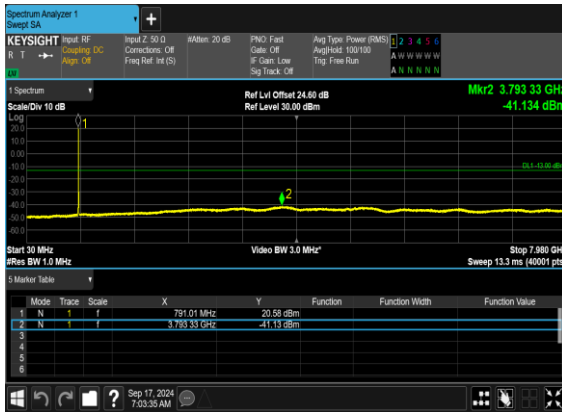 Spectrum Analyzer 1
Swept SA
+
KEYSIGHT Input: RF Input Z: 50 Ω #Atten: 20 dB PNO: Fast Avg Type: Power (RMS) 1 2 3 4 5 6
R T Coupling: DC Corrections: Off Gate: Off Avg|Hold: 100/100 A W W W W W
Align: Off Freq Ref: Int (S) IF Gain: Low Trig: Free Run
LXI Sig Track: Off A N N N N N
1 Spectrum Ref Lvl Offset 24.60 dB Mkr2 3.793 33 GHz
Scale/Div 10 dB Ref Level 30.00 dBm -41.134 dBm
Log
1
20.0
10.0
0.00
-10.0 DL1 -13.00 dBm
-20.0
-30.0
2
-40.0
-50.0
-60.0
Start 30 MHz Video BW 3.0 MHz* Stop 7.980 GHz
#Res BW 1.0 MHz Sweep 13.3 ms (40001 pts)
5 Marker Table
Mode Trace Scale X Y Function Function Width Function Value
1 N 1 f 791.01 MHz 20.58 dBm
2 N 1 f 3.793 33 GHz -41.13 dBm
3
4
5
6
? Sep 17, 2024
7:03:35 AM